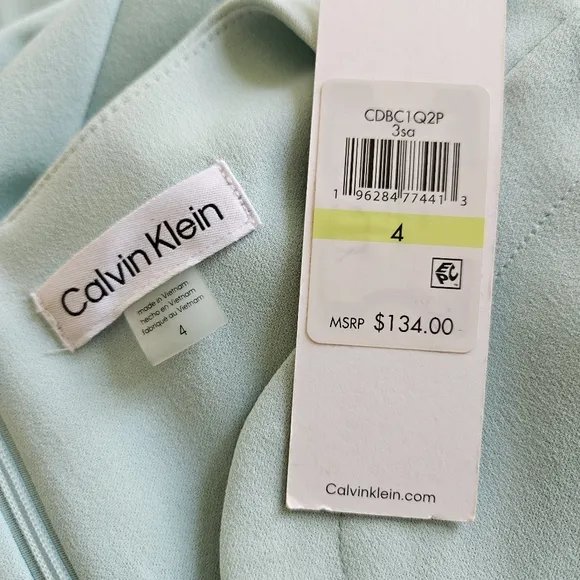 Calvin Klein
made in Vietnam
hecho en Vietnam
fabriqué au Vietnam
4
CDBC1Q2P
3sa
1 96284 77441 3
4
EPC
MSRP $134.00
Calvinklein.com